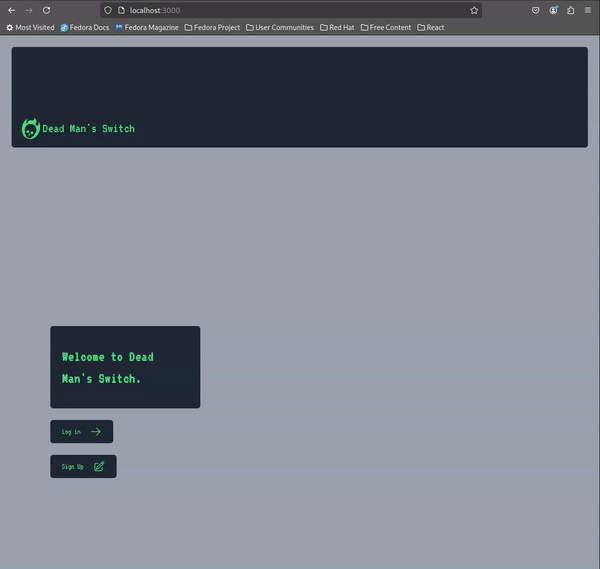 localhost:3000
Most Visited Fedora Docs Fedora Magazine Fedora Project User Communities Red Hat Free Content React
Dead Man's Switch
Welcome to Dead
Man's Switch.
Log in
Sign Up